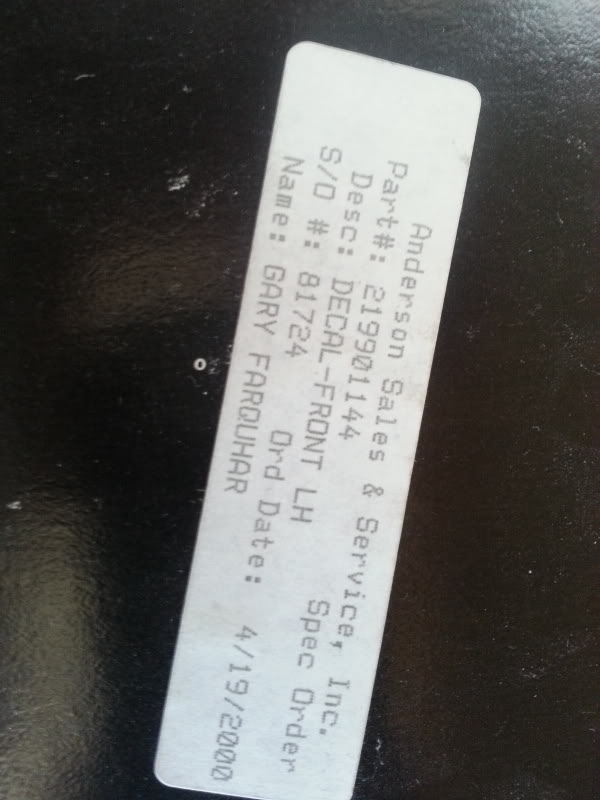 Anderson Sales & Service, Inc.
Part#: 219901144 Spec Order
Desc: DECAL-FRONT LH
S/O #: 81724 Ord Date: 4/19/2000
Name: GARY FARQUHAR